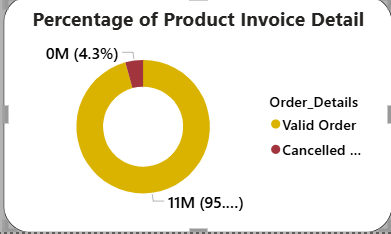 Percentage of Product Invoice Detail
0M (4.3%)
Order_Details
Valid Order
Cancelled ...
11M (95....)